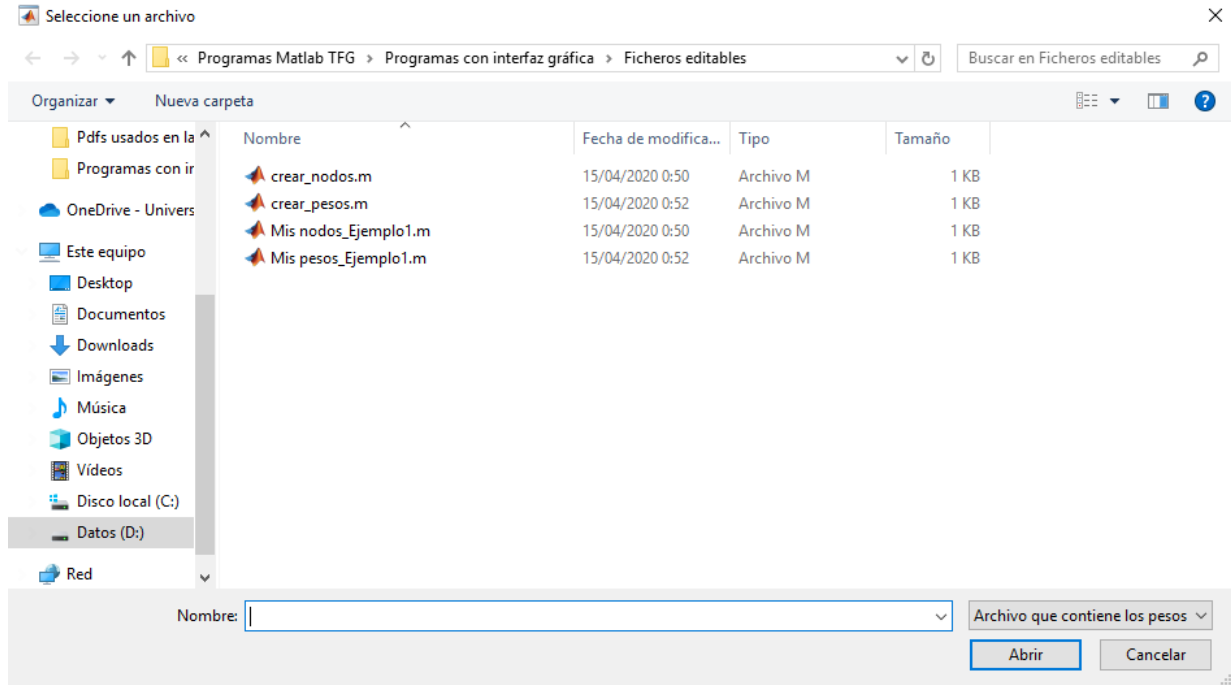 Seleccione un archivo
« Programas Matlab TFG > Programas con interfaz gráfica > Ficheros editables
Buscar en Ficheros editables
Organizar Nueva carpeta
Nombre Fecha de modifica... Tipo Tamaño
crear_nodos.m 15/04/2020 0:50 Archivo M 1 KB
crear_pesos.m 15/04/2020 0:52 Archivo M 1 KB
Mis nodos_Ejemplo1.m 15/04/2020 0:50 Archivo M 1 KB
Mis pesos_Ejemplo1.m 15/04/2020 0:52 Archivo M 1 KB
Pdfs usados en la
Programas con in
OneDrive - Univers
Este equipo
Desktop
Documentos
Downloads
Imágenes
Música
Objetos 3D
Vídeos
Disco local (C:)
Datos (D:)
Red
Nombre:
Archivo que contiene los pesos
Abrir Cancelar